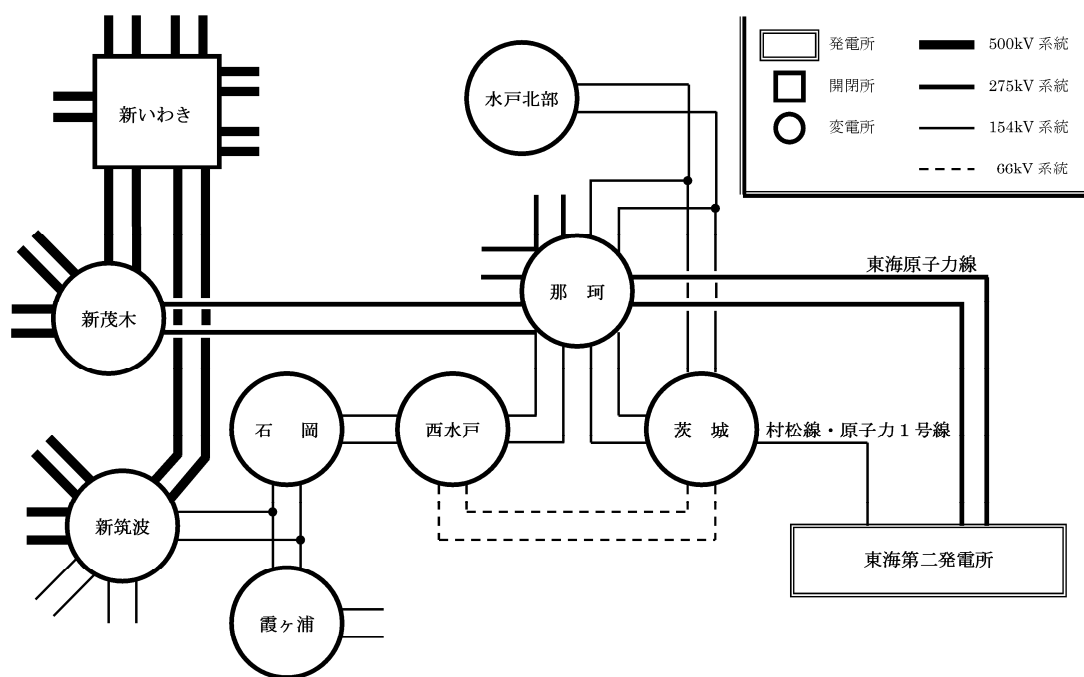 発電所
500kV 系統
開閉所
275kV 系統
変電所
154kV 系統
66kV 系統
新いわき
水戸北部
東海原子力線
那 珂
新茂木
石 岡
西水戸
茨 城
村松線・原子力１号線
新筑波
東海第二発電所
霞ヶ浦